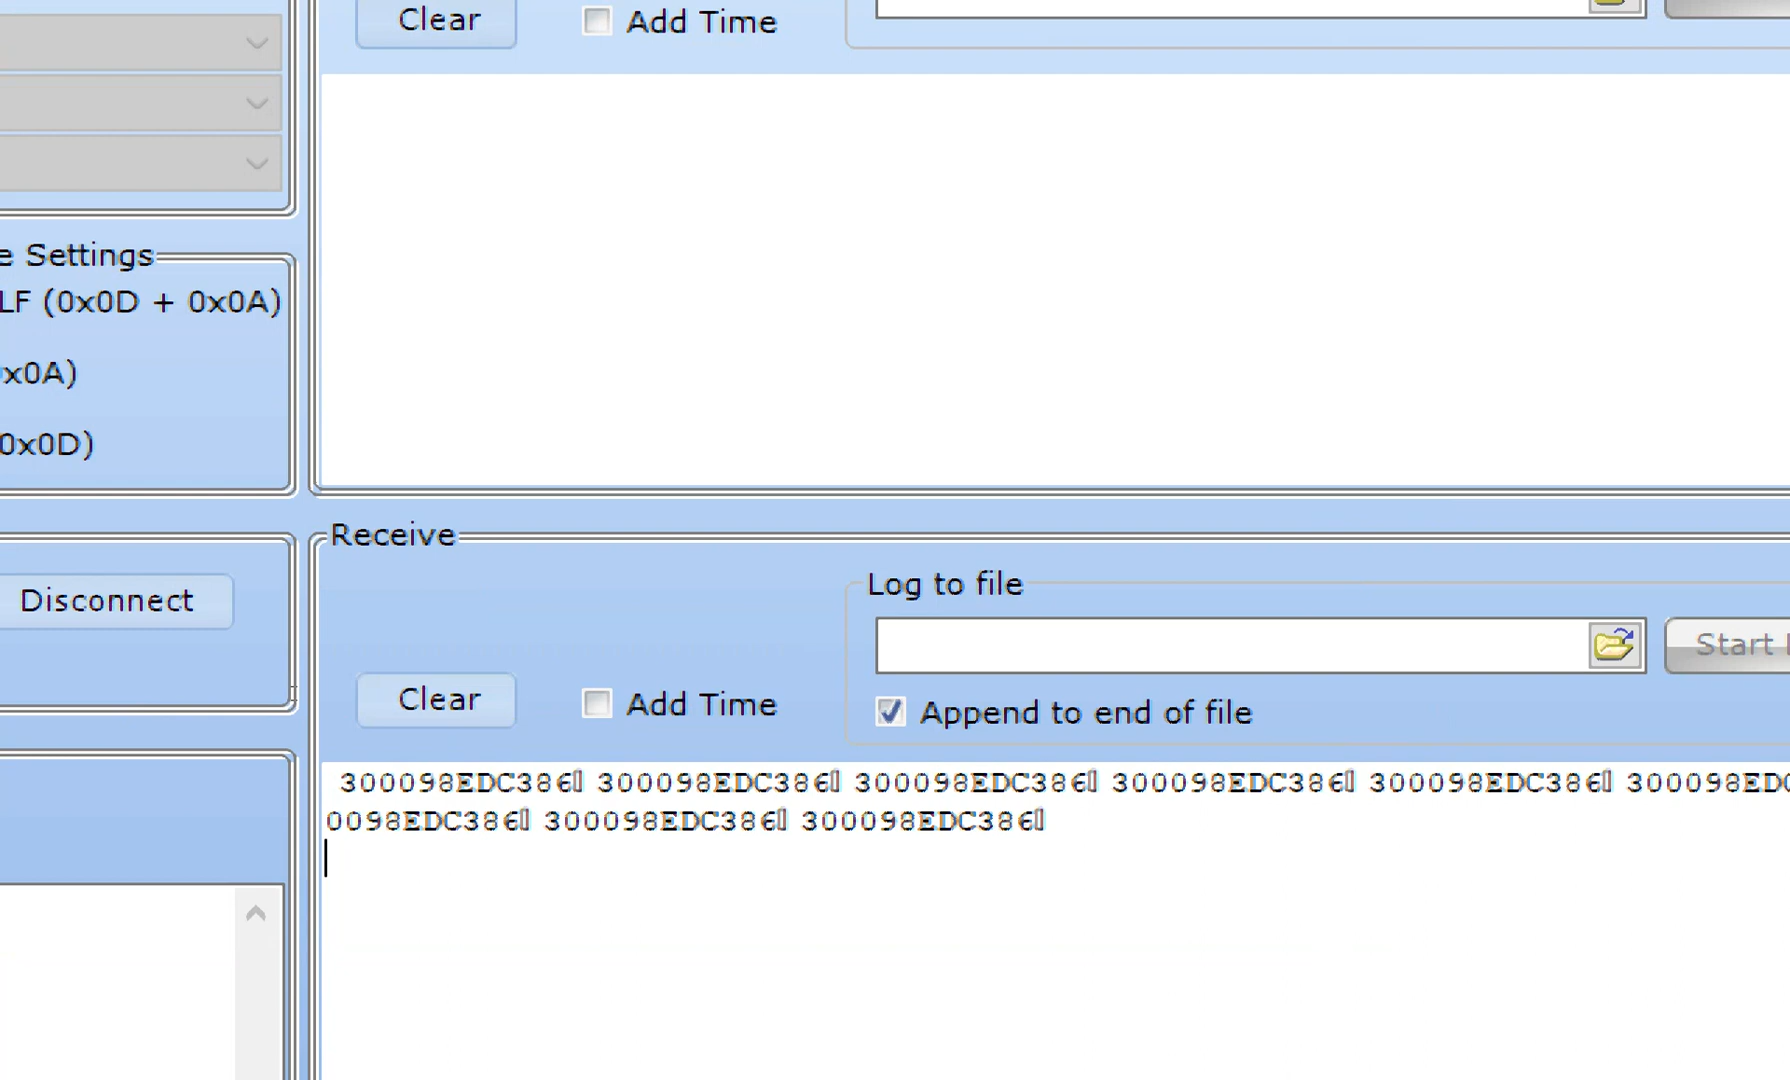 Clear
Add Time
e Settings
LF (0x0D + 0x0A)
x0A)
0x0D)
Receive
Disconnect
Log to file
Start
Clear
Add Time
Append to end of file
300098EDC386▯ 300098EDC386▯ 300098EDC386▯ 300098EDC386▯ 300098EDC386▯ 300098EDC
0098EDC386▯ 300098EDC386▯ 300098EDC386▯